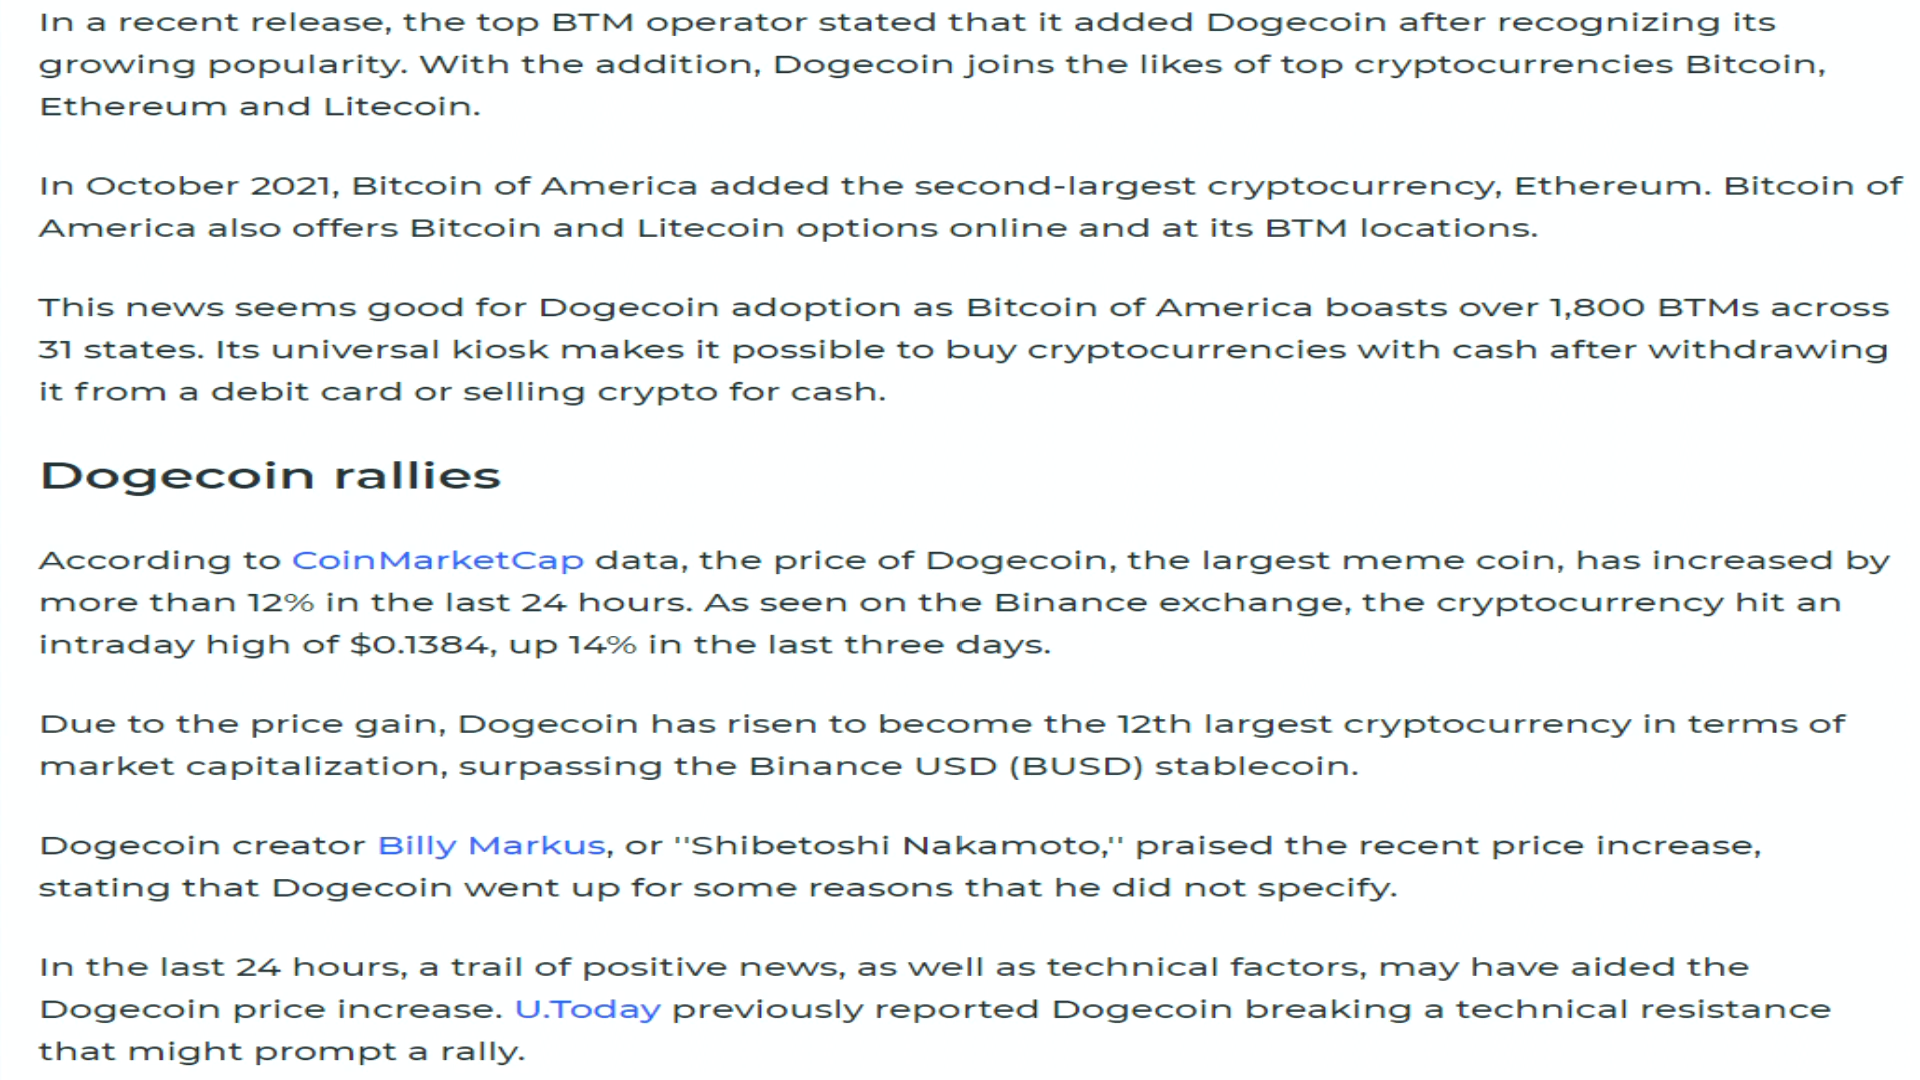 In a recent release, the top BTM operator stated that it added Dogecoin after recognizing its
growing popularity. With the addition, Dogecoin joins the likes of top cryptocurrencies Bitcoin,
Ethereum and Litecoin.
In October 2021, Bitcoin of America added the second-largest cryptocurrency, Ethereum. Bitcoin of
America also offers Bitcoin and Litecoin options online and at its BTM locations.
This news seems good for Dogecoin adoption as Bitcoin of America boasts over 1,800 BTMs across
31 states. Its universal kiosk makes it possible to buy cryptocurrencies with cash after withdrawing
it from a debit card or selling crypto for cash.
Dogecoin rallies
According to CoinMarketCap data, the price of Dogecoin, the largest meme coin, has increased by
more than 12% in the last 24 hours. As seen on the Binance exchange, the cryptocurrency hit an
intraday high of $0.1384, up 14% in the last three days.
Due to the price gain, Dogecoin has risen to become the 12th largest cryptocurrency in terms of
market capitalization, surpassing the Binance USD (BUSD) stablecoin.
Dogecoin creator Billy Markus, or "Shibetoshi Nakamoto," praised the recent price increase,
stating that Dogecoin went up for some reasons that he did not specify.
In the last 24 hours, a trail of positive news, as well as technical factors, may have aided the
Dogecoin price increase. U.Today previously reported Dogecoin breaking a technical resistance
that might prompt a rally.